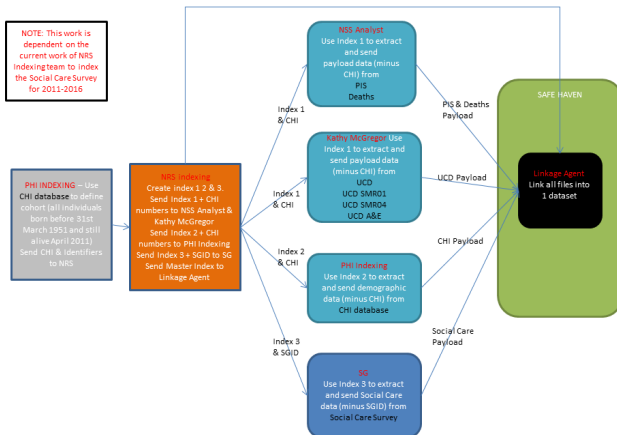 NOTE: This work is
dependent on the
current work of NRS
Indexing team to index
the Social Care Survey
for 2011-2016
PHI INDEXING – Use
CHI database to define
cohort (all individuals
born before 31st
March 1951 and still
alive April 2011)
Send CHI & Identifiers
to NRS
NRS Indexing
Create index 1 2 & 3.
Send Index 1 + CHI
numbers to NSS Analyst &
Kathy McGregor
Send Index 2 + CHI
numbers to PHI Indexing
Send Index 3 + SGID to SG
Send Master Index to
Linkage Agent
Index 1
& CHI
Index 1
& CHI
Index 2
& CHI
Index 3
& SGID
NSS Analyst
Use Index 1 to extract and
send
payload data (minus
CHI) from
PIS
Deaths
Kathy McGregor Use
Index 1 to extract and
send payload data
(minus CHI) from
UCD
UCD SMR01
UCD SMR04
UCD A&E
PHI Indexing
Use Index 2 to extract
and send demographic
data (minus CHI) from
CHI database
SG
Use Index 3 to extract
and send Social Care
data (minus SGID) from
Social Care Survey
PIS & Deaths
Payload
UCD Payload
CHI Payload
Social Care
Payload
SAFE HAVEN
Linkage Agent
Link all files into
1 dataset